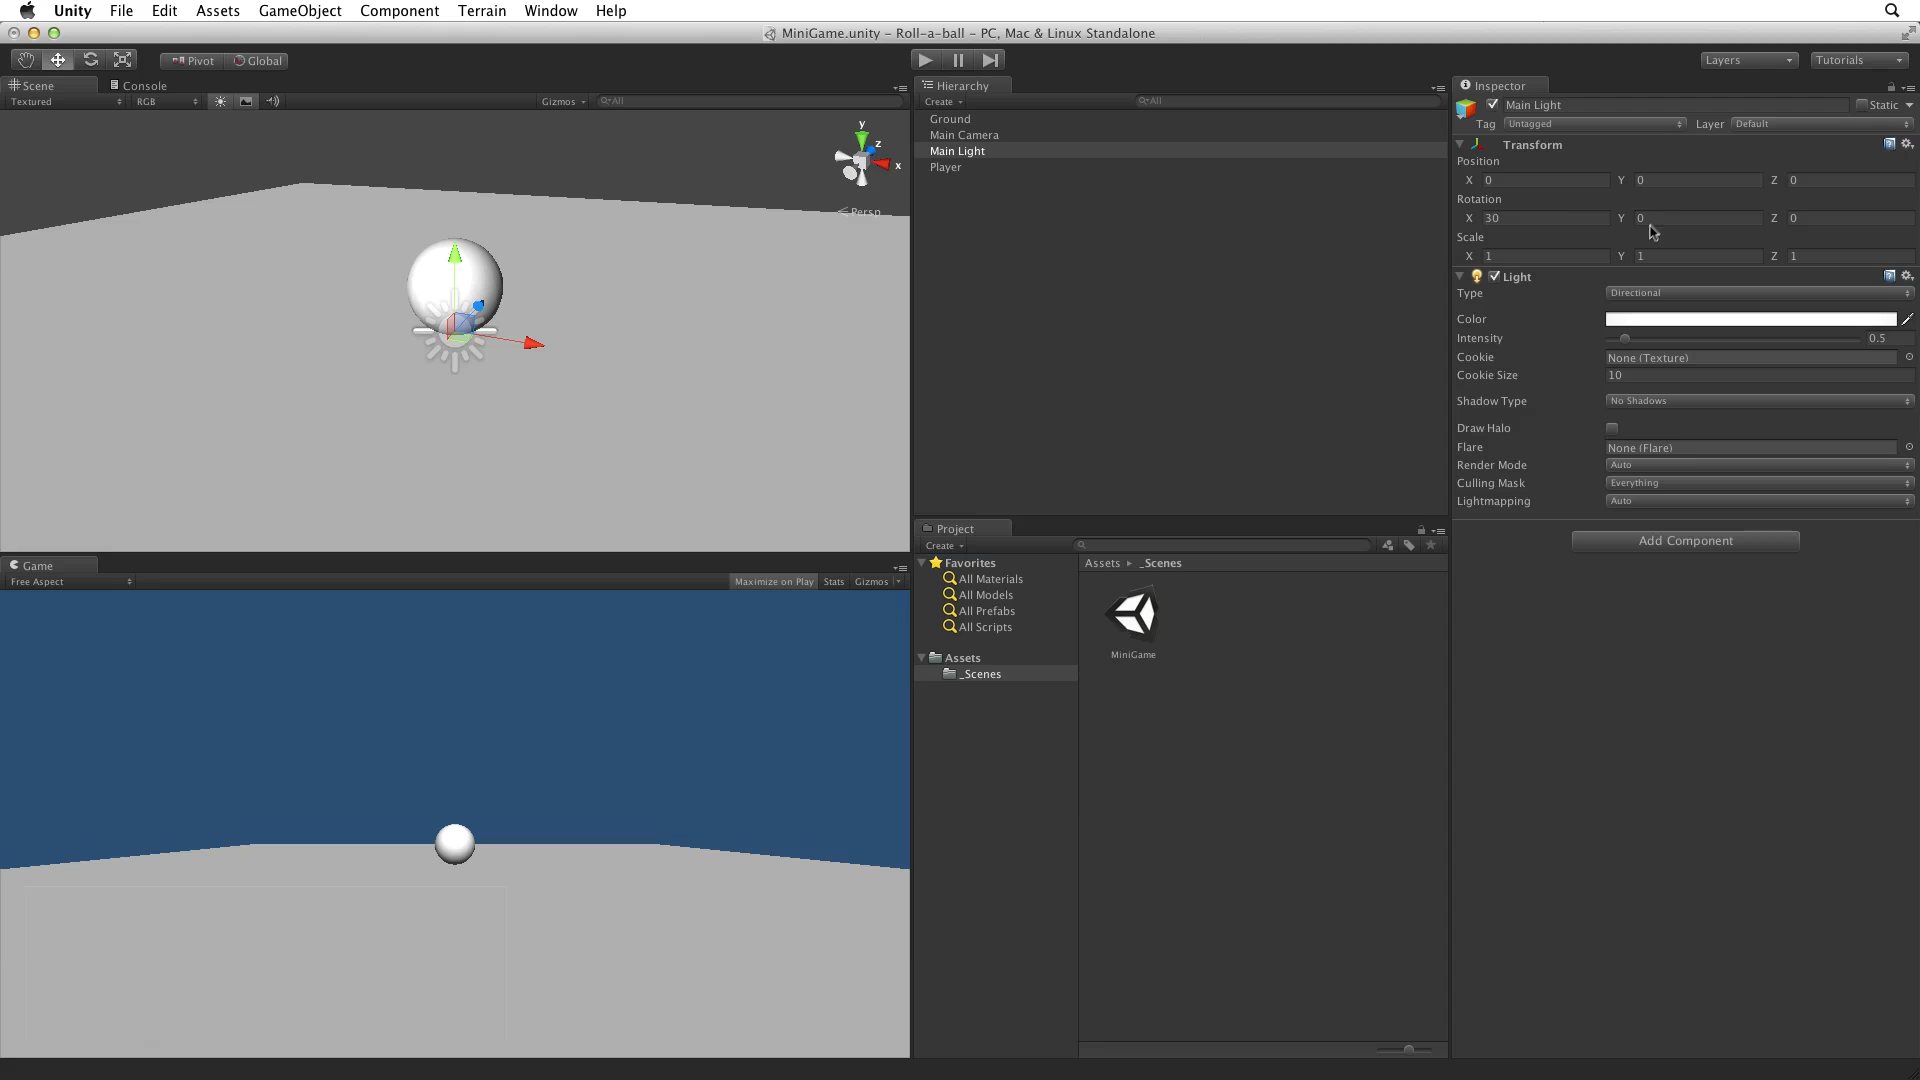 Unity File Edit Assets GameObject Component Terrain Window Help
MiniGame.unity – Roll-a-ball – PC, Mac & Linux Standalone
Pivot Global Layers Tutorials
Scene Console
Textured RGB Gizmos All
y
z
x
Persp
Game
Free Aspect Maximize on Play Stats Gizmos
Hierarchy
Create All
Ground
Main Camera
Main Light
Player
Project
Create
Favorites
All Materials
All Models
All Prefabs
All Scripts
Assets
_Scenes
Assets _Scenes
MiniGame
Inspector
Main Light Static
Tag Untagged Layer Default
Transform
Position
X 0 Y 0 Z 0
Rotation
X 30 Y 0 Z 0
Scale
X 1 Y 1 Z 1
Light
Type Directional
Color
Intensity 0.5
Cookie None (Texture)
Cookie Size 10
Shadow Type No Shadows
Draw Halo
Flare None (Flare)
Render Mode Auto
Culling Mask Everything
Lightmapping Auto
Add Component